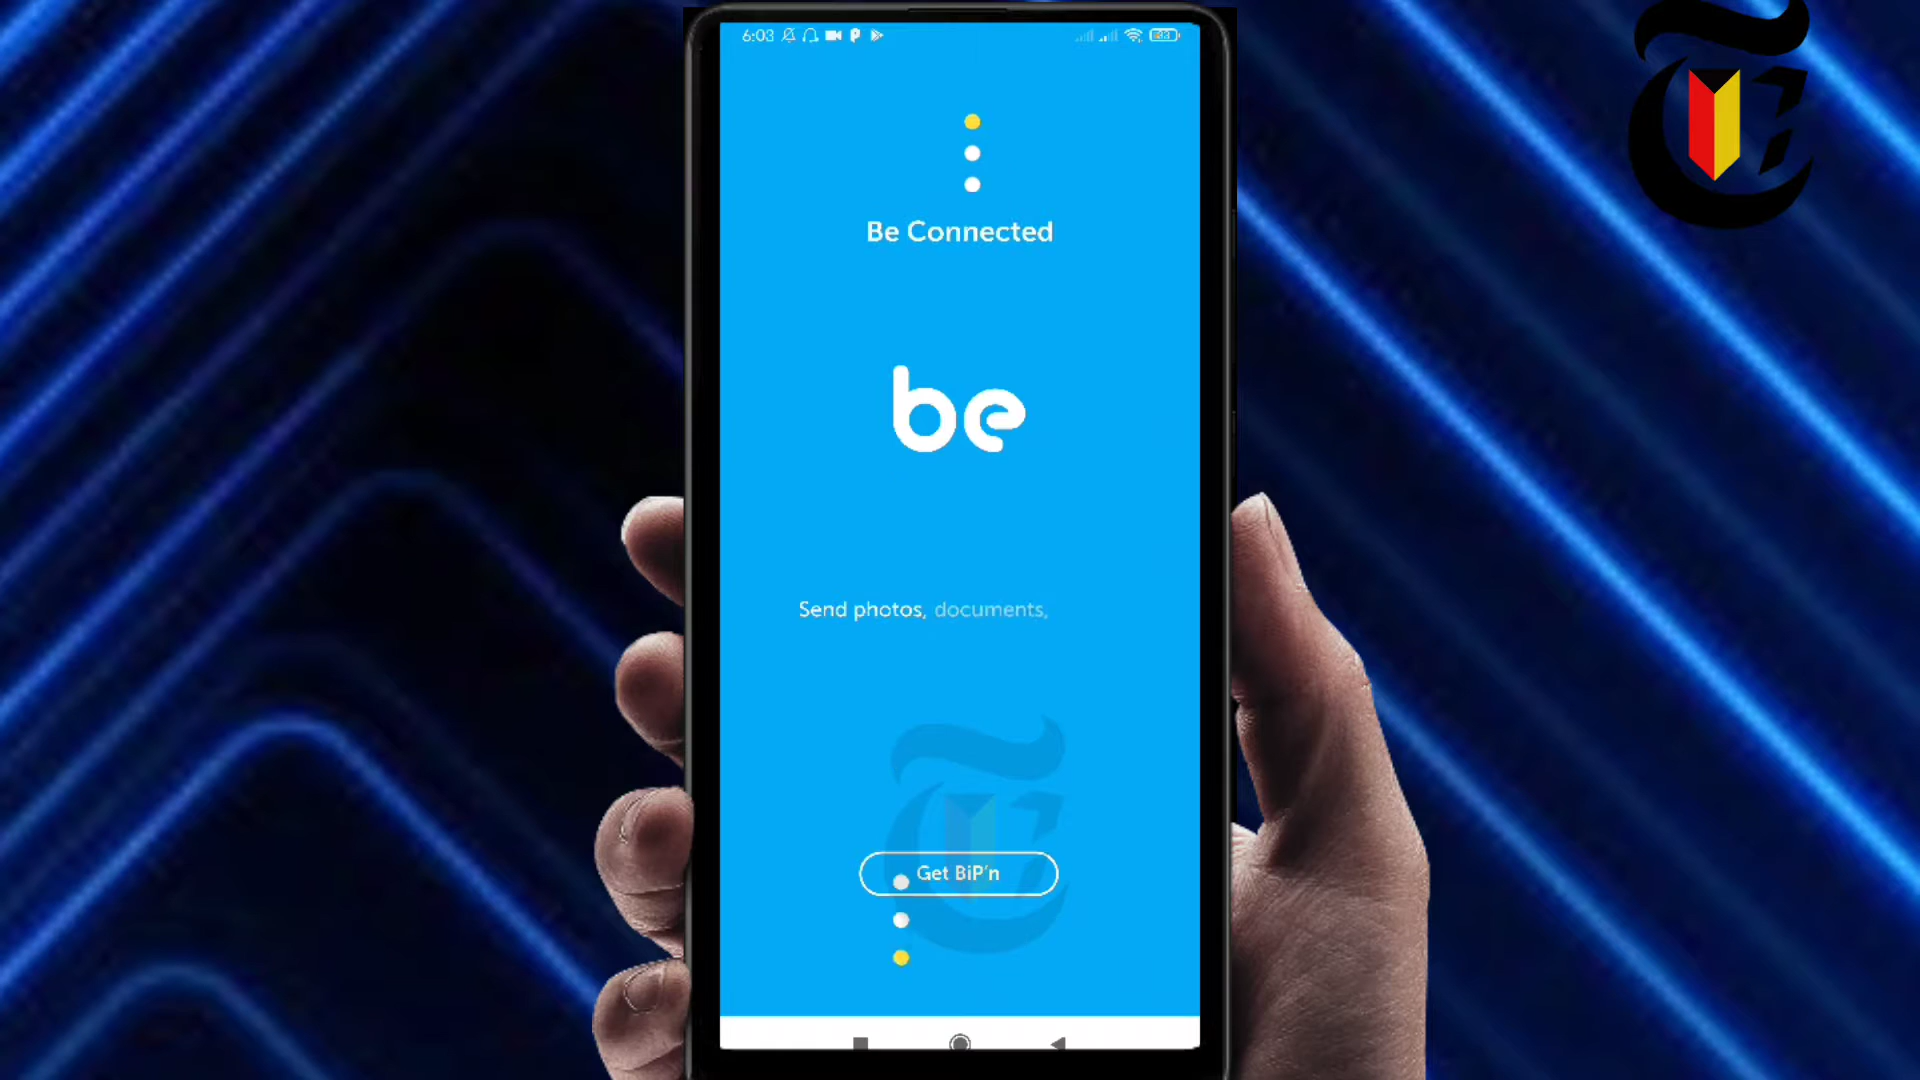 6:03
Be Connected
be
Send photos, documents,
Get BiP'n